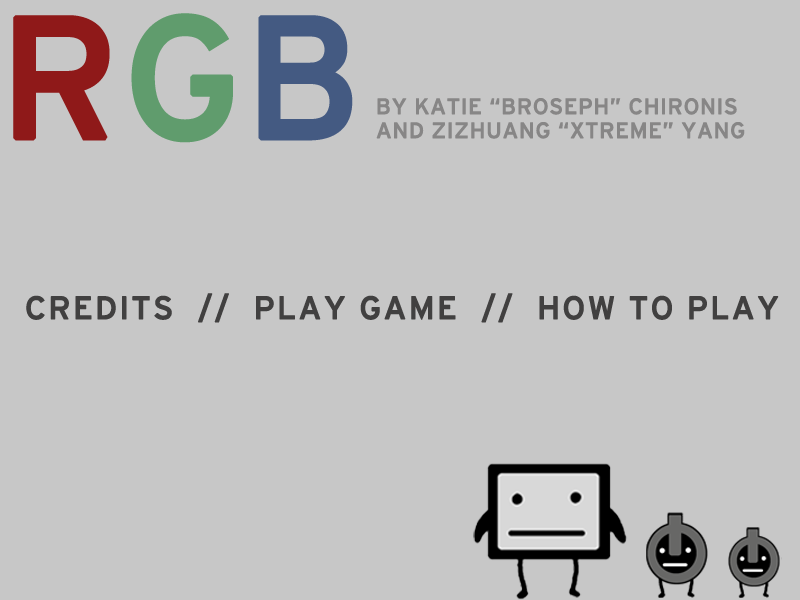 RGB
BY KATIE “BROSEPH” CHIRONIS
AND ZIZHUANG “XTREME” YANG
CREDITS // PLAY GAME // HOW TO PLAY